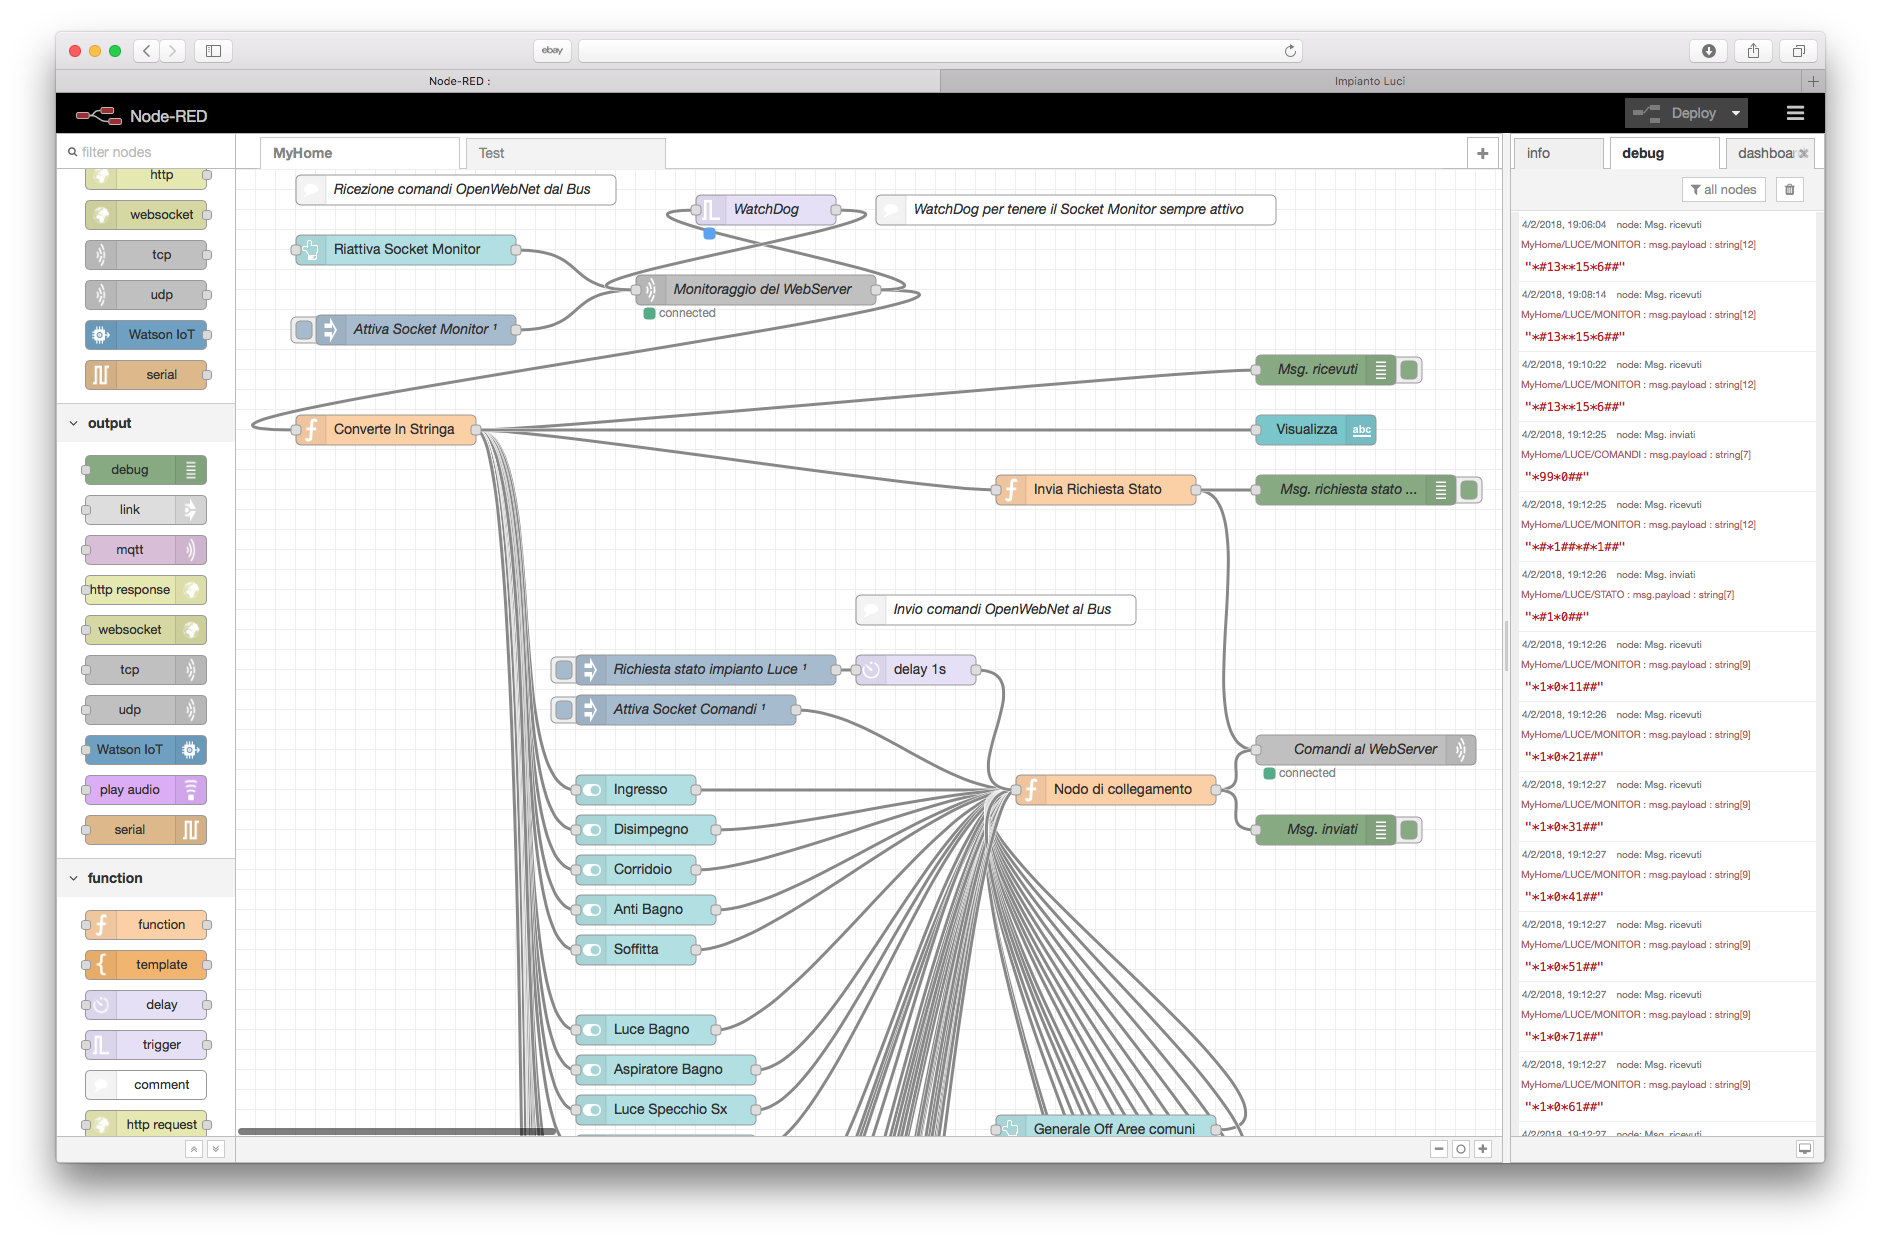 ebay
Node-RED :
Impianto Luci
Node-RED
Deploy
filter nodes
http
websocket
tcp
udp
Watson IoT
serial
output
debug
link
mqtt
http response
websocket
tcp
udp
Watson IoT
play audio
serial
function
function
template
delay
trigger
comment
http request
MyHome
Test
Ricezione comandi OpenWebNet dal Bus
WatchDog
WatchDog per tenere il Socket Monitor sempre attivo
Riattiva Socket Monitor
Monitoraggio del WebServer
connected
Attiva Socket Monitor ¹
Msg. ricevuti
Converte In Stringa
Visualizza
abc
Invia Richiesta Stato
Msg. richiesta stato ...
Invio comandi OpenWebNet al Bus
Richiesta stato impianto Luce ¹
delay 1s
Attiva Socket Comandi ¹
Comandi al WebServer
connected
Ingresso
Nodo di collegamento
Disimpegno
Msg. inviati
Corridoio
Anti Bagno
Soffitta
Luce Bagno
Aspiratore Bagno
Luce Specchio Sx
Generale Off Aree comuni
info
debug
dashboar
all nodes
4/2/2018, 19:06:04 node: Msg. ricevuti
MyHome/LUCE/MONITOR : msg.payload : string[12]
"*#13**15*6##"
4/2/2018, 19:08:14 node: Msg. ricevuti
MyHome/LUCE/MONITOR : msg.payload : string[12]
"*#13**15*6##"
4/2/2018, 19:10:22 node: Msg. ricevuti
MyHome/LUCE/MONITOR : msg.payload : string[12]
"*#13**15*6##"
4/2/2018, 19:12:25 node: Msg. inviati
MyHome/LUCE/COMANDI : msg.payload : string[7]
"*99*0##"
4/2/2018, 19:12:25 node: Msg. ricevuti
MyHome/LUCE/MONITOR : msg.payload : string[12]
"*#*1##*#*1##"
4/2/2018, 19:12:26 node: Msg. inviati
MyHome/LUCE/STATO : msg.payload : string[7]
"*#1*0##"
4/2/2018, 19:12:26 node: Msg. ricevuti
MyHome/LUCE/MONITOR : msg.payload : string[9]
"*1*0*11##"
4/2/2018, 19:12:26 node: Msg. ricevuti
MyHome/LUCE/MONITOR : msg.payload : string[9]
"*1*0*21##"
4/2/2018, 19:12:27 node: Msg. ricevuti
MyHome/LUCE/MONITOR : msg.payload : string[9]
"*1*0*31##"
4/2/2018, 19:12:27 node: Msg. ricevuti
MyHome/LUCE/MONITOR : msg.payload : string[9]
"*1*0*41##"
4/2/2018, 19:12:27 node: Msg. ricevuti
MyHome/LUCE/MONITOR : msg.payload : string[9]
"*1*0*51##"
4/2/2018, 19:12:27 node: Msg. ricevuti
MyHome/LUCE/MONITOR : msg.payload : string[9]
"*1*0*71##"
4/2/2018, 19:12:27 node: Msg. ricevuti
MyHome/LUCE/MONITOR : msg.payload : string[9]
"*1*0*61##"
4/2/2018, 19:12:27 node: Msg. ricevuti